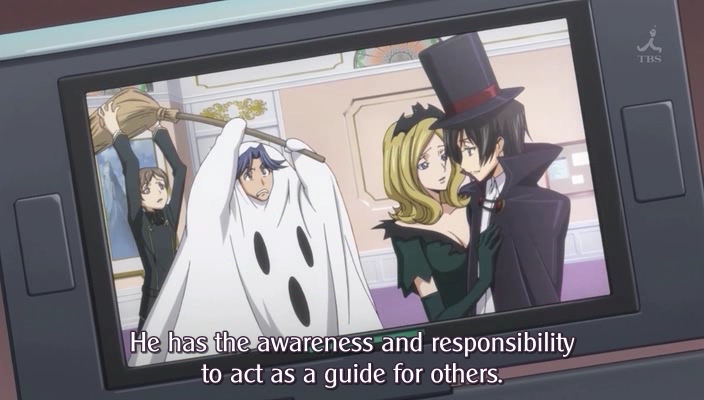 TBS
He has the awareness and responsibility
to act as a guide for others.